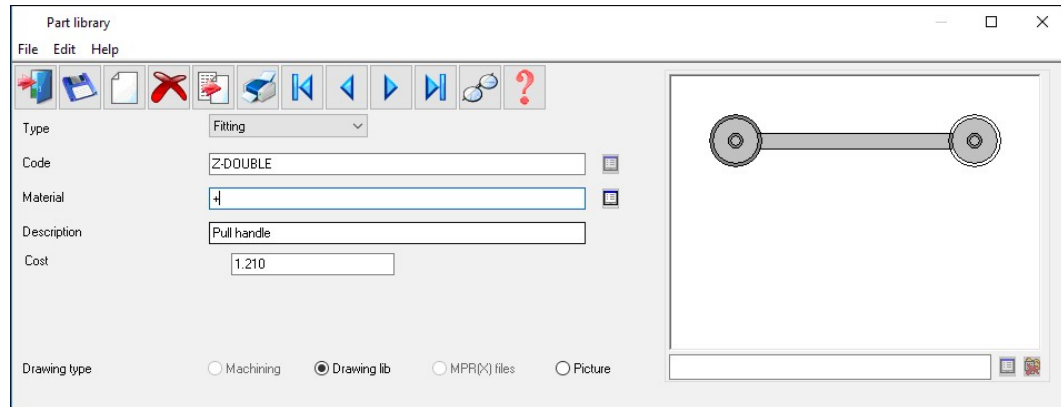 Part library
File Edit Help
Type Fitting
Code Z-DOUBLE
Material +
Description Pull handle
Cost 1.210
Drawing type Machining Drawing lib MPR(X) files Picture